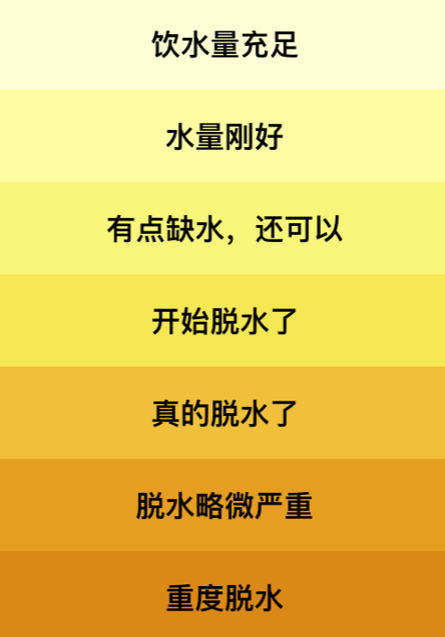 饮水量充足
水量刚好
有点缺水，还可以
开始脱水了
真的脱水了
脱水略微严重
重度脱水